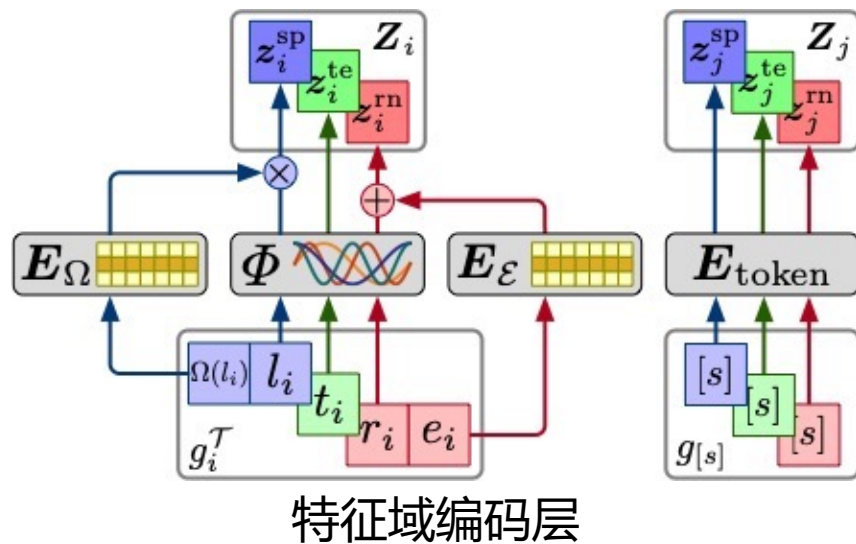 z_i^sp z_i^te z_i^rn Z_i
z_j^sp z_j^te z_j^rn Z_j
×
+
E_Ω Φ E_ℰ E_token
Ω(l_i) l_i t_i r_i e_i
g_i^𝒯
[s] [s] [s]
g_[s]
特征域编码层